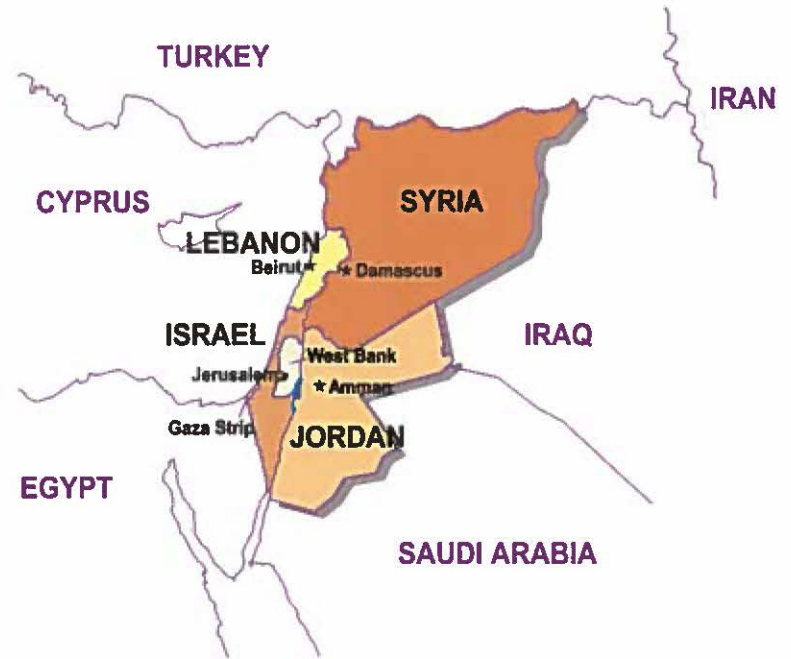 TURKEY
IRAN
CYPRUS
SYRIA
LEBANON
Beirut
Damascus
ISRAEL
IRAQ
West Bank
Jerusalem
Amman
Gaza Strip
JORDAN
EGYPT
SAUDI ARABIA